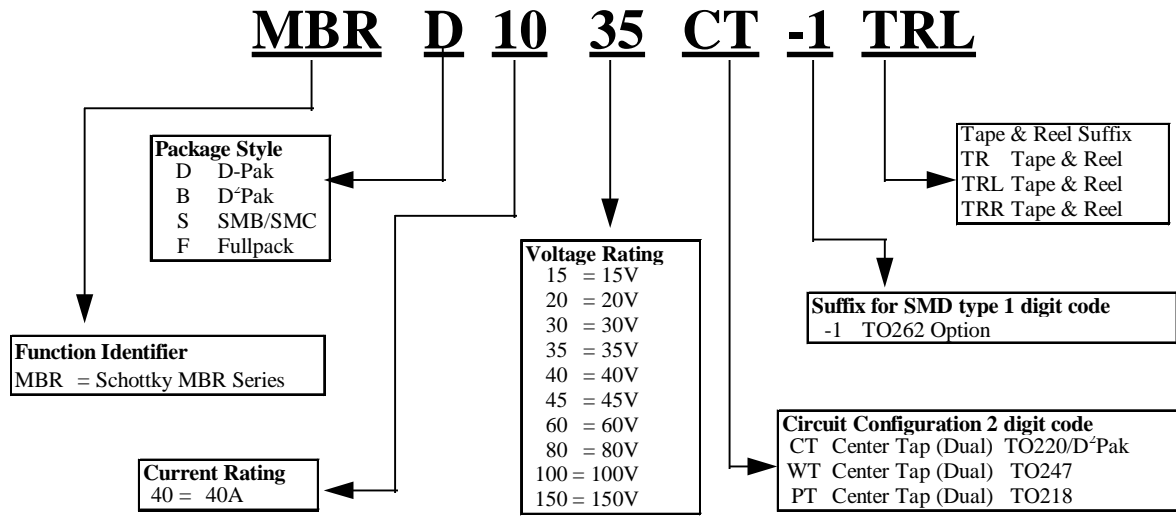 MBR D 10 35 CT -1 TRL
Package Style
D D-Pak
B D²Pak
S SMB/SMC
F Fullpack
Tape & Reel Suffix
TR Tape & Reel
TRL Tape & Reel
TRR Tape & Reel
Voltage Rating
15 = 15V
20 = 20V
30 = 30V
35 = 35V
40 = 40V
45 = 45V
60 = 60V
80 = 80V
100 = 100V
150 = 150V
Suffix for SMD type 1 digit code
-1 TO262 Option
Function Identifier
MBR = Schottky MBR Series
Circuit Configuration 2 digit code
CT Center Tap (Dual) TO220/D²Pak
WT Center Tap (Dual) TO247
PT Center Tap (Dual) TO218
Current Rating
40 = 40A